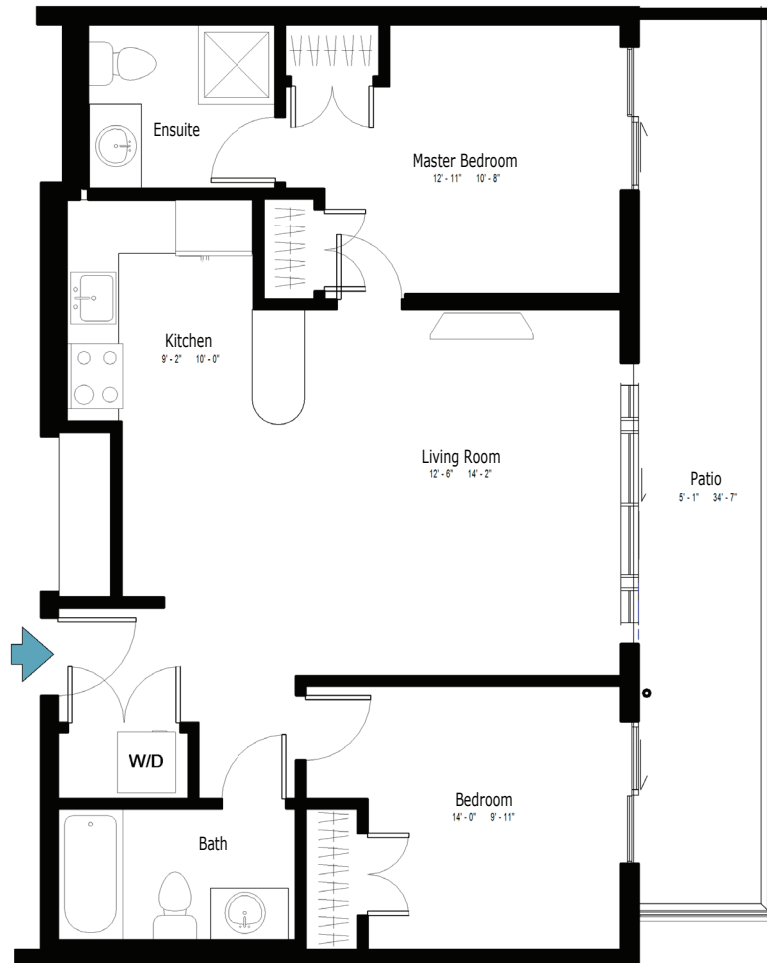 Ensuite
Master Bedroom
12' - 11" 10' - 8"
Kitchen
9' - 2" 10' - 0"
Living Room
12' - 6" 14' - 2"
Patio
5' - 1" 34' - 7"
W/D
Bedroom
14' - 0" 9' - 11"
Bath